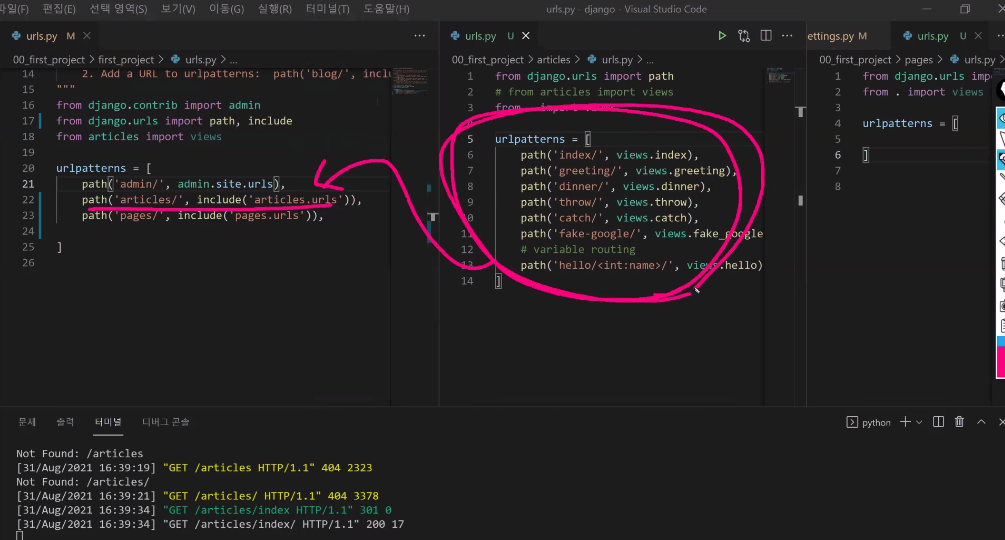 파일(F) 편집(E) 선택 영역(S) 보기(V) 이동(G) 실행(R) 터미널(T) 도움말(H) urls.py - django - Visual Studio Code
urls.py M
00_first_project > first_project > urls.py > ...
14 2. Add a URL to urlpatterns: path('blog/', inclu
15 """
16 from django.contrib import admin
17 from django.urls import path, include
18 from articles import views
19
20 urlpatterns = [
21 path('admin/', admin.site.urls),
22 path('articles/', include('articles.urls')),
23 path('pages/', include('pages.urls')),
24
25 ]
26
urls.py U
00_first_project > articles > urls.py > ...
1 from django.urls import path
2 # from articles import views
3 from . import
5 urlpatterns = [
6 path('index/', views.index),
7 path('greeting/', views.greeting),
8 path('dinner/', views.dinner),
9 path('throw/', views.throw),
10 path('catch/', views.catch),
11 path('fake-google/', views.fake_google
12 # variable routing
13 path('hello/<int:name>/', views.hello)
14 ]
ettings.py M urls.py U
00_first_project > pages > urls.py >
1 from django.urls import path
2 from . import views
3
4 urlpatterns = [
5
6 ]
7
8
문제 출력 터미널 디버그 콘솔 python
Not Found: /articles
[31/Aug/2021 16:39:19] "GET /articles HTTP/1.1" 404 2323
Not Found: /articles/
[31/Aug/2021 16:39:21] "GET /articles/ HTTP/1.1" 404 3378
[31/Aug/2021 16:39:34] "GET /articles/index HTTP/1.1" 301 0
[31/Aug/2021 16:39:34] "GET /articles/index/ HTTP/1.1" 200 17